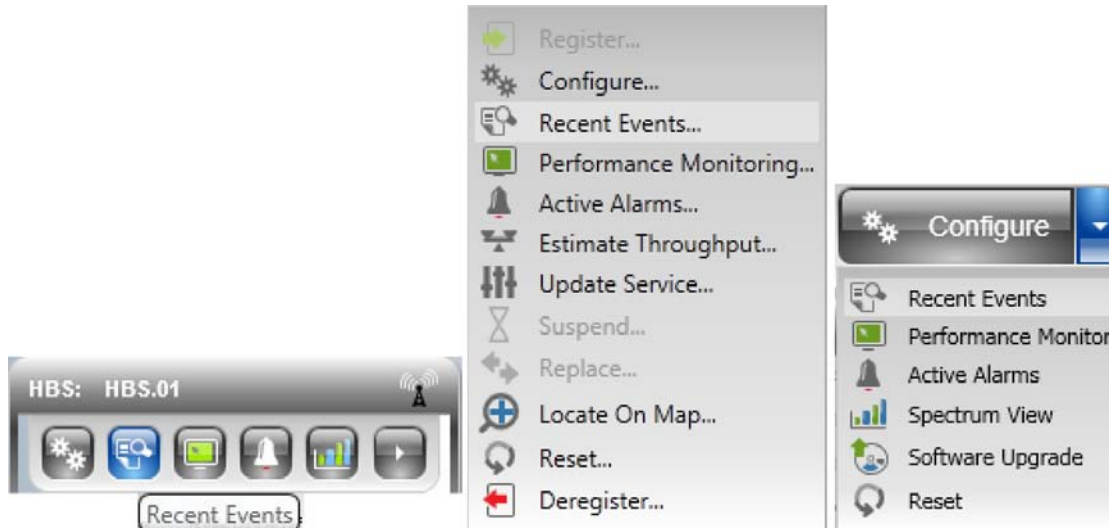 HBS: HBS.01
Recent Events
Register...
Configure...
Recent Events...
Performance Monitoring...
Active Alarms...
Estimate Throughput...
Update Service...
Suspend...
Replace...
Locate On Map...
Reset...
Deregister...
Configure
Recent Events
Performance Monitor
Active Alarms
Spectrum View
Software Upgrade
Reset